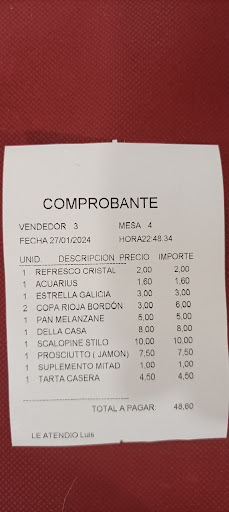 COMPROBANTE
VENDEDOR 3 MESA 4
FECHA 27/01/2024 HORA22:48:34
UNID. DESCRIPCION PRECIO IMPORTE
1 REFRESCO CRISTAL 2,00 2,00
1 ACUARIUS 1,60 1,60
1 ESTRELLA GALICIA 3,00 3,00
2 COPA RIOJA BORDÓN 3,00 6,00
1 PAN MELANZANE 5,00 5,00
1 DELLA CASA 8,00 8,00
1 SCALOPINE STILO 10,00 10,00
1 PROSCIUTTO ( JAMON) 7,50 7,50
1 SUPLEMENTO MITAD 1,00 1,00
1 TARTA CASERA 4,50 4,50
TOTAL A PAGAR: 48,60
LE ATENDIO Luis